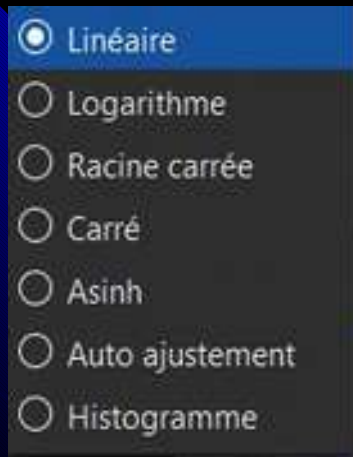 Linéaire
Logarithme
Racine carrée
Carré
Asinh
Auto ajustement
Histogramme